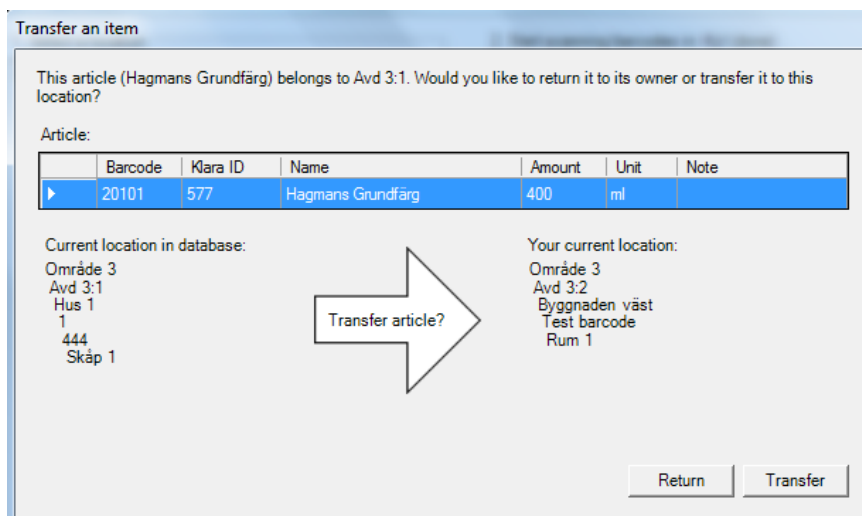 Transfer an item
This article (Hagmans Grundfärg) belongs to Avd 3:1. Would you like to return it to its owner or transfer it to this
location?
Article:
Barcode Klara ID Name Amount Unit Note
20101 577 Hagmans Grundfärg 400 ml
Current location in database:
Område 3
Avd 3:1
Hus 1
1
444
Skåp 1
Transfer article?
Your current location:
Område 3
Avd 3:2
Byggnaden väst
Test barcode
Rum 1
Return Transfer